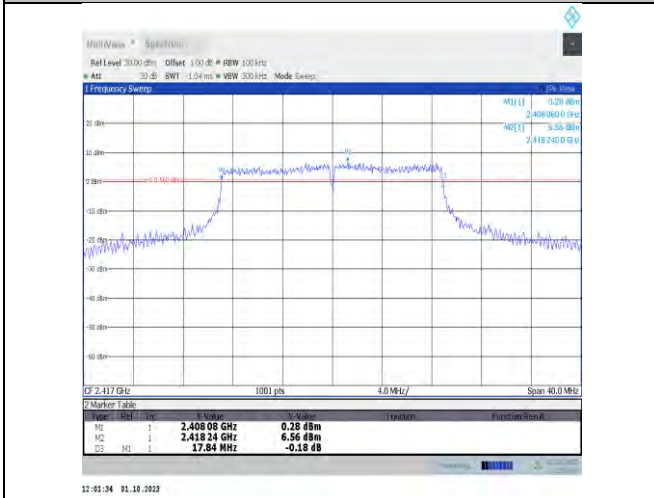 MultiView
Spectrum
Ref Level 30.00 dBm Offset 1.00 dB RBW 100 kHz
Att 30 dB SWT 1.04 ms VBW 300 kHz Mode Sweep
1 Frequency Sweep
1Pk View
M1[1] 0.28 dBm
2.4080800 GHz
M2[1] 6.56 dBm
2.4182400 GHz
20 dBm
10 dBm
0 dBm
-10 dBm
-20 dBm
-30 dBm
-40 dBm
-50 dBm
-60 dBm
CF 2.417 GHz 1001 pts 4.0 MHz/ Span 40.0 MHz
2 Marker Table
Type Ref Trc X-Value Y-Value Function Function Result
M1 1 2.408 08 GHz 0.28 dBm
M2 1 2.418 24 GHz 6.56 dBm
D3 M1 1 17.84 MHz -0.18 dB
12:01:34 01.10.2023